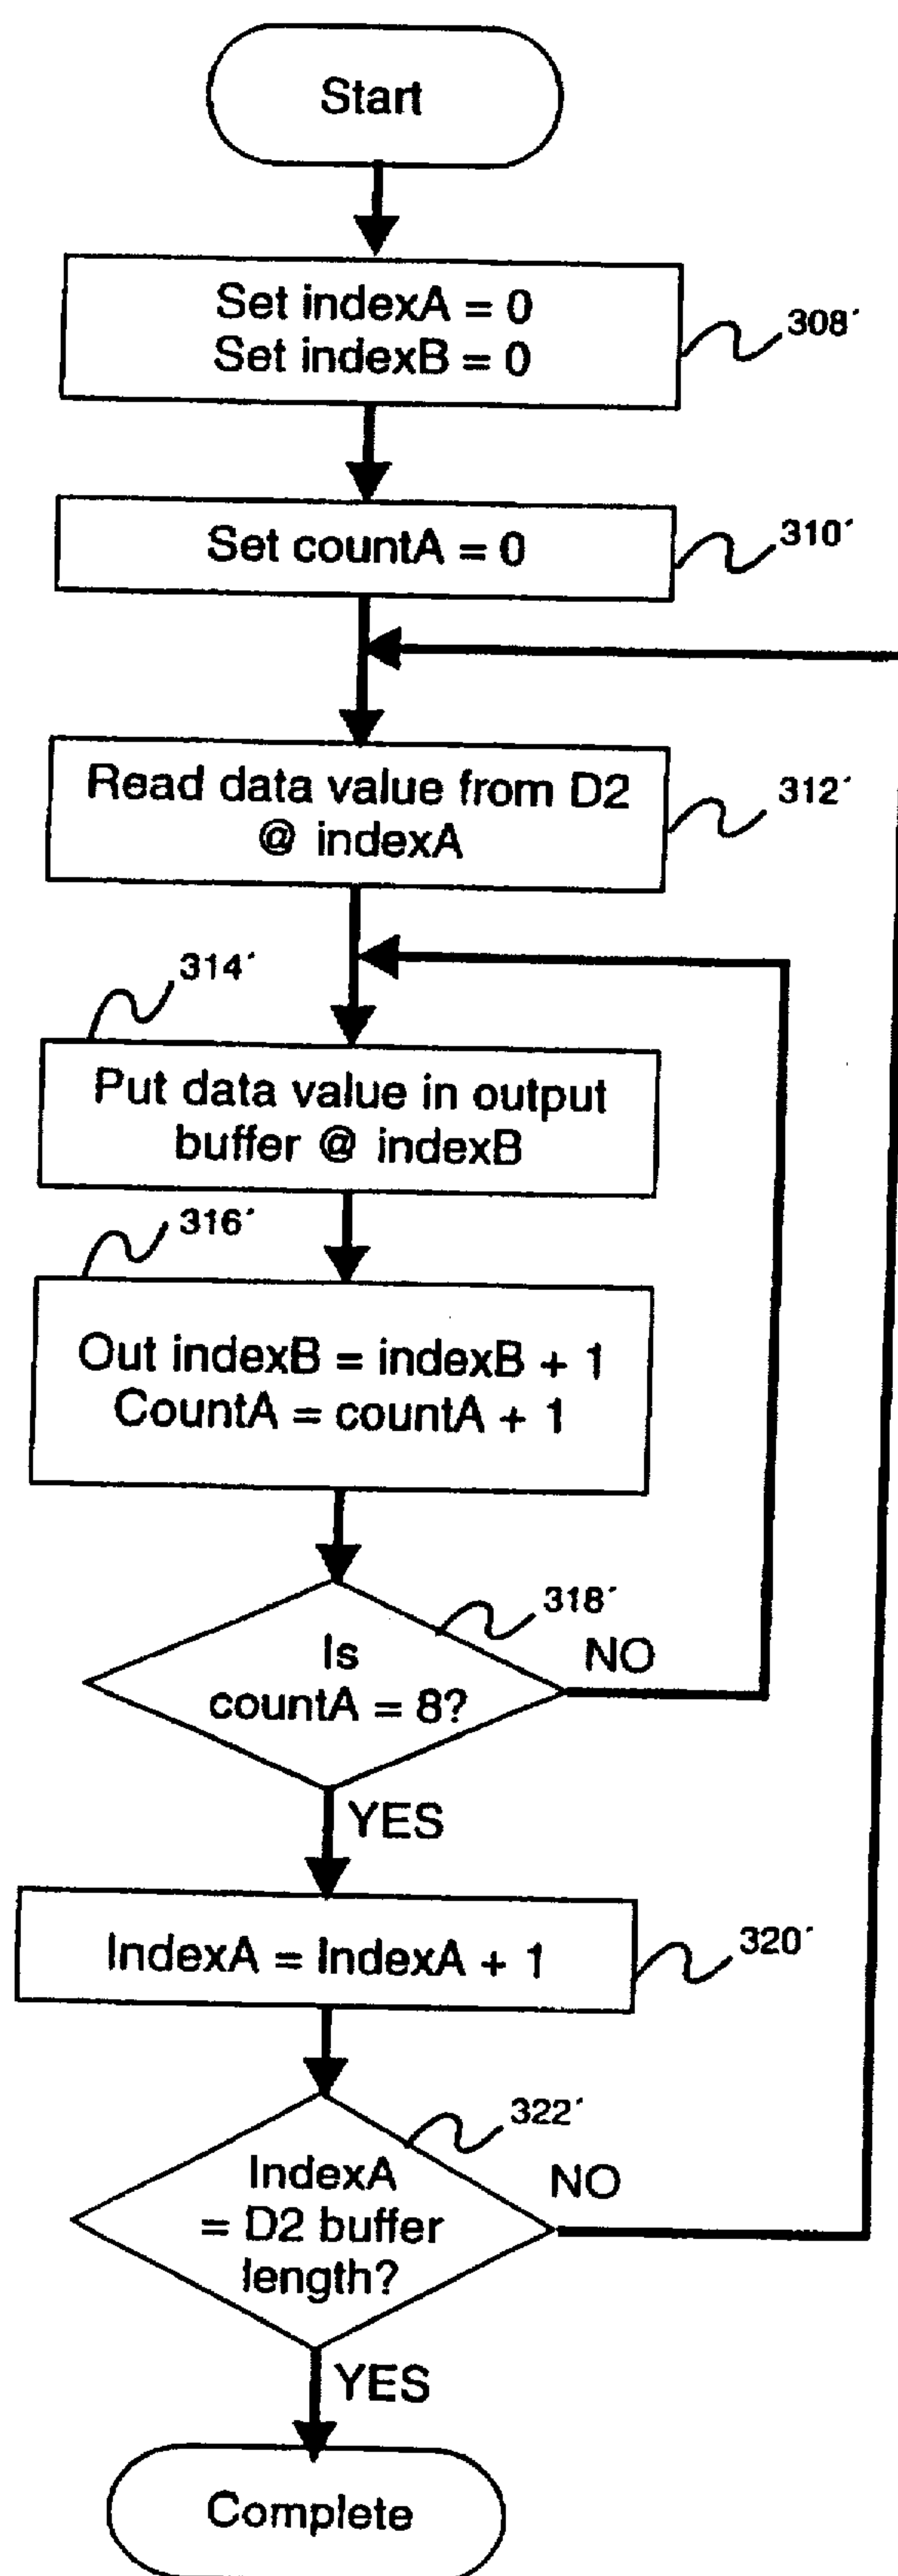 Start
Set indexA = 0
Set indexB = 0
308´
Set countA = 0
310´
Read data value from D2
@ indexA
312´
314´
Put data value in output
buffer @ indexB
316´
Out indexB = indexB + 1
CountA = countA + 1
318´
Is
countA = 8?
NO
YES
IndexA = IndexA + 1
320´
322´
IndexA
= D2 buffer
length?
NO
YES
Complete